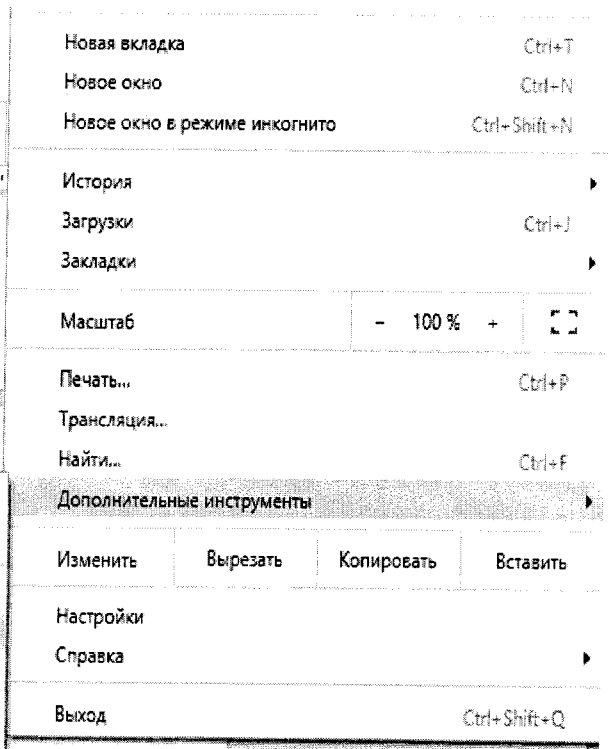 Новая вкладка Ctrl+T
Новое окно Ctrl+N
Новое окно в режиме инкогнито Ctrl+Shift+N
История
Загрузки Ctrl+J
Закладки
Масштаб - 100 % +
Печать... Ctrl+P
Трансляция...
Найти... Ctrl+F
Дополнительные инструменты
Изменить Вырезать Копировать Вставить
Настройки
Справка
Выход Ctrl+Shift+Q